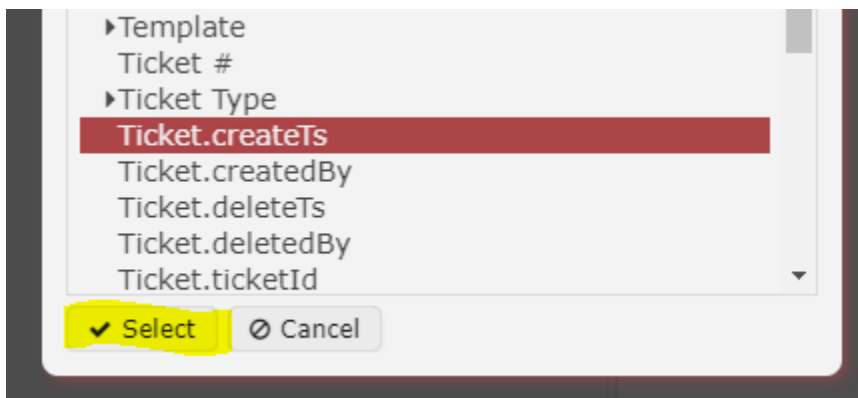 Template
Ticket #
Ticket Type
Ticket.createTs
Ticket.createdBy
Ticket.deleteTs
Ticket.deletedBy
Ticket.ticketId
Select Cancel